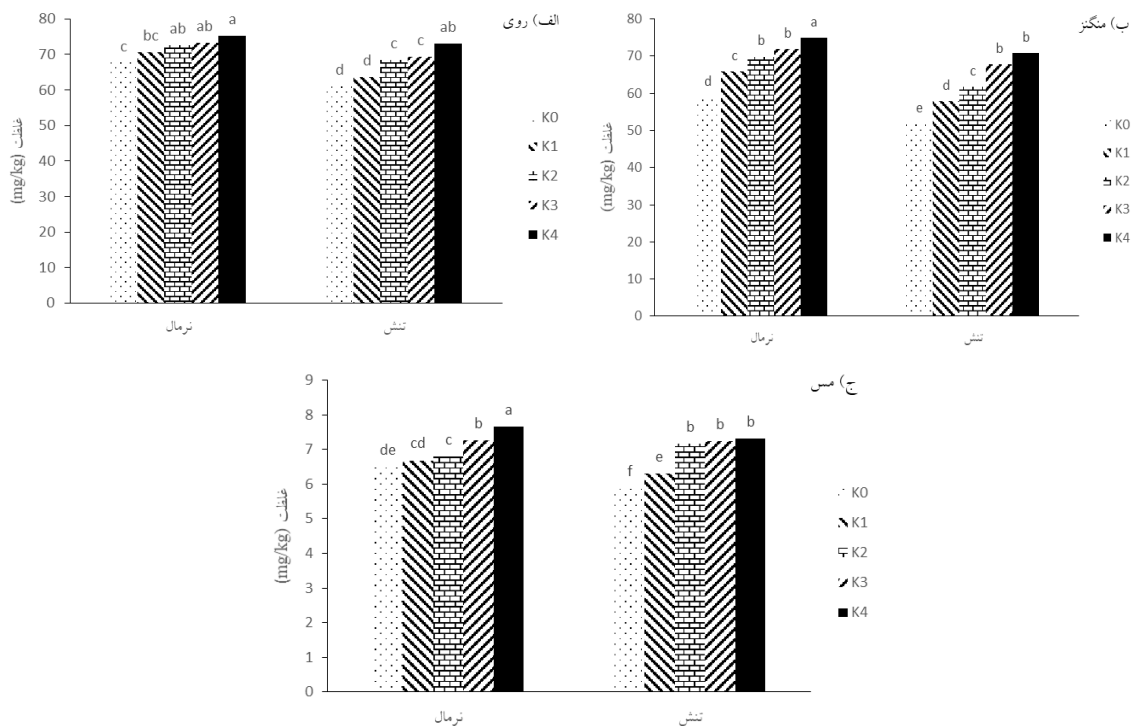 الف) روی
غلظت (mg/kg)
80
70
60
50
40
30
20
10
0
c bc ab ab a
d d c c ab
نرمال تنش
K0
K1
K2
K3
K4
ب) منگنز
غلظت (mg/kg)
80
70
60
50
40
30
20
10
0
d c b b a
e d c b b
نرمال تنش
K0
K1
K2
K3
K4
ج) مس
غلظت (mg/kg)
9
8
7
6
5
4
3
2
1
0
de cd c b a
f e b b b
نرمال تنش
K0
K1
K2
K3
K4